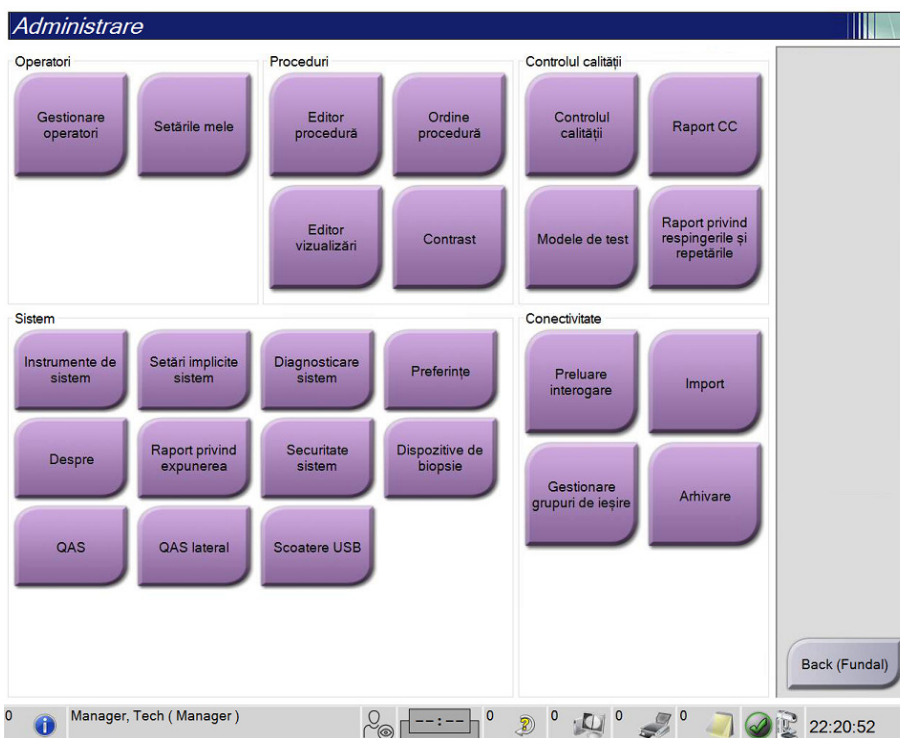 Administrare
Operatori
Gestionare
operatori
Setările mele
Proceduri
Editor
procedură
Ordine
procedură
Editor
vizualizări
Contrast
Controlul calității
Controlul
calității
Raport CC
Modele de test
Raport privind
respingerile și
repetările
Sistem
Instrumente de
sistem
Setări implicite
sistem
Diagnosticare
sistem
Preferințe
Despre
Raport privind
expunerea
Securitate
sistem
Dispozitive de
biopsie
QAS
QAS lateral
Scoatere USB
Conectivitate
Preluare
interogare
Import
Gestionare
grupuri de ieșire
Arhivare
Back (Fundal)
0 Manager, Tech ( Manager ) --:-- 0 0 0 0 22:20:52